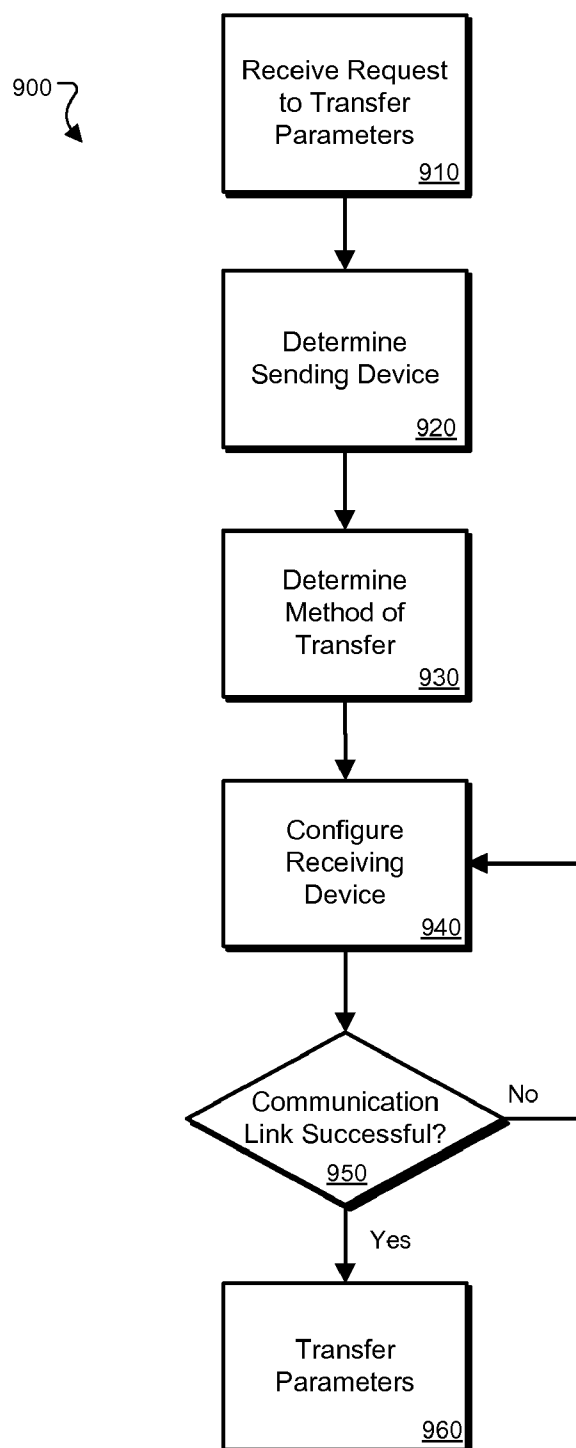 900
Receive Request
to Transfer
Parameters
910
Determine
Sending Device
920
Determine
Method of
Transfer
930
Configure
Receiving
Device
940
Communication
Link Successful?
950
No
Yes
Transfer
Parameters
960